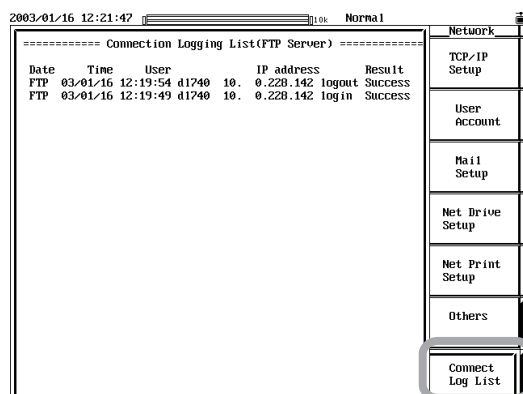 2003/01/16 12:21:47 10k Normal
============ Connection Logging List(FTP Server) =============
Date Time User IP address Result
FTP 03/01/16 12:19:54 dl740 10. 0.228.142 logout Success
FTP 03/01/16 12:19:49 dl740 10. 0.228.142 login Success
Network
TCP/IP
Setup
User
Account
Mail
Setup
Net Drive
Setup
Net Print
Setup
Others
Connect
Log List